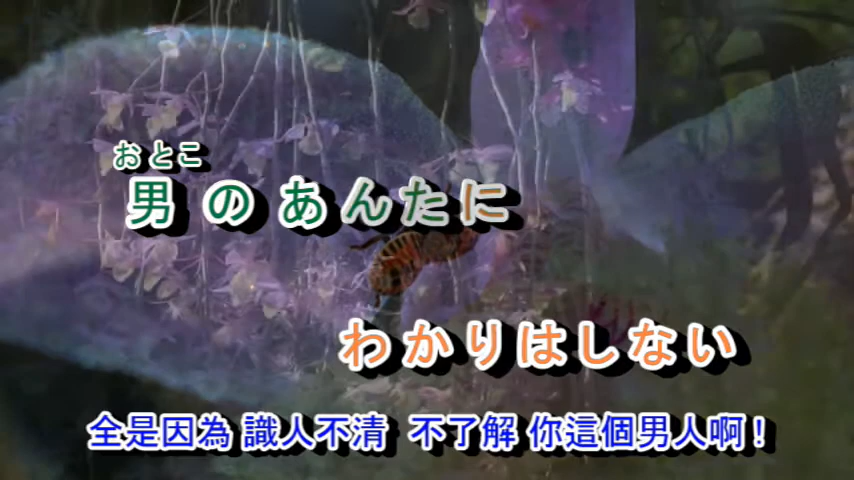 おとこ
男のあんたに
わかりはしない
全是因為 識人不清 不了解 你這個男人啊!